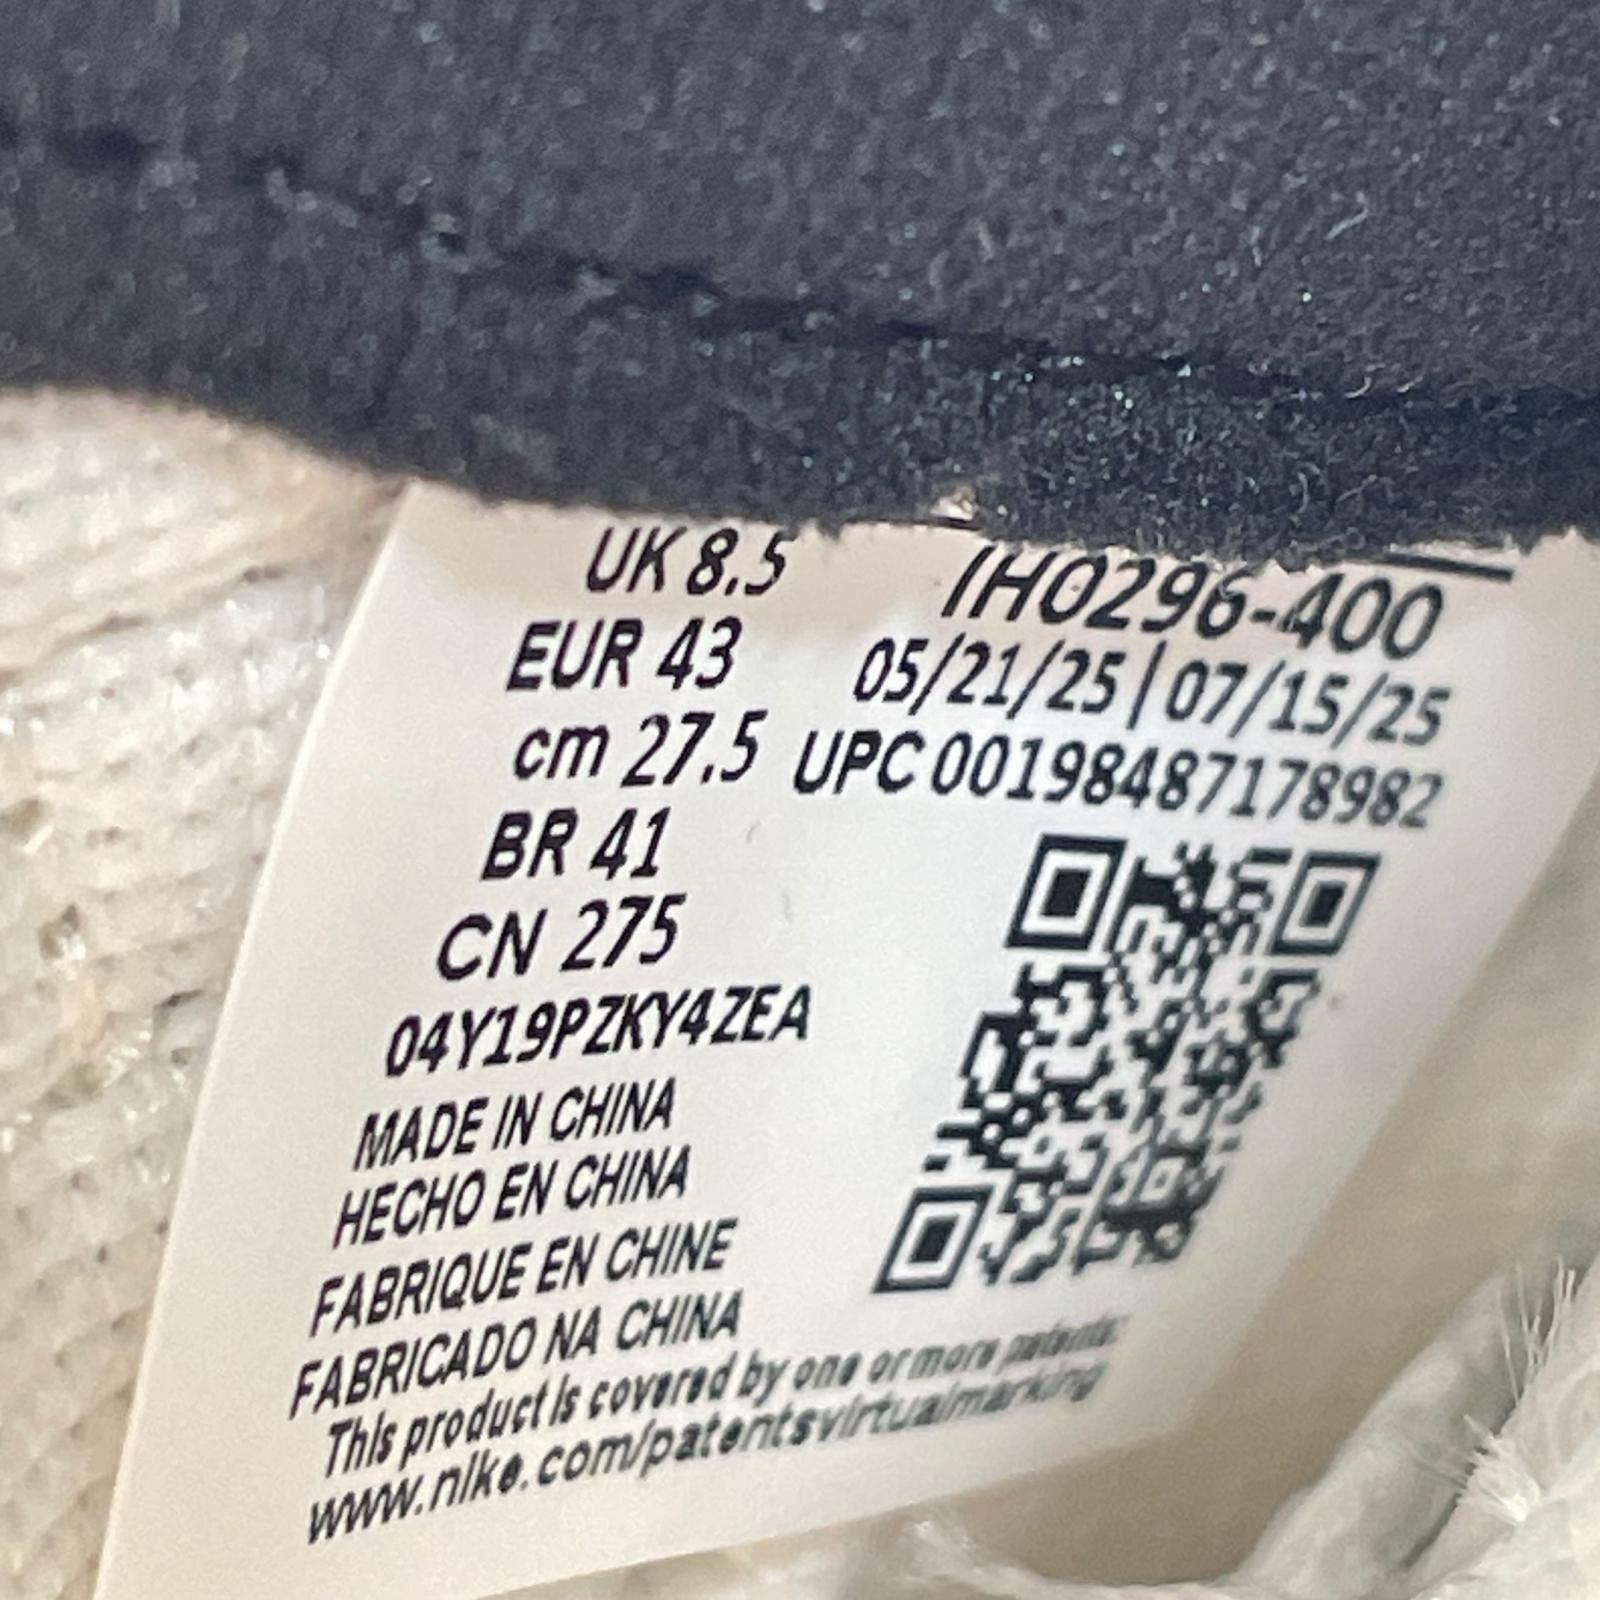 UK 8.5
EUR 43
cm 27.5
BR 41
CN 275
04Y19PZKY4ZEA
MADE IN CHINA
HECHO EN CHINA
FABRIQUE EN CHINE
FABRICADO NA CHINA
This product is covered by one or more patents:
www.nike.com/patentsvirtualmarking
IH0296-400
05/21/25 | 07/15/25
UPC 00198487178982